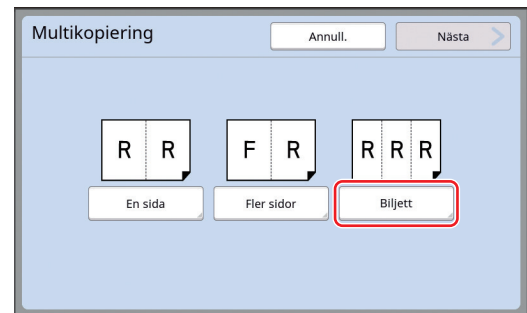 Multikopiering
Annull.
Nästa
R R
F R
R R R
En sida
Fler sidor
Biljett